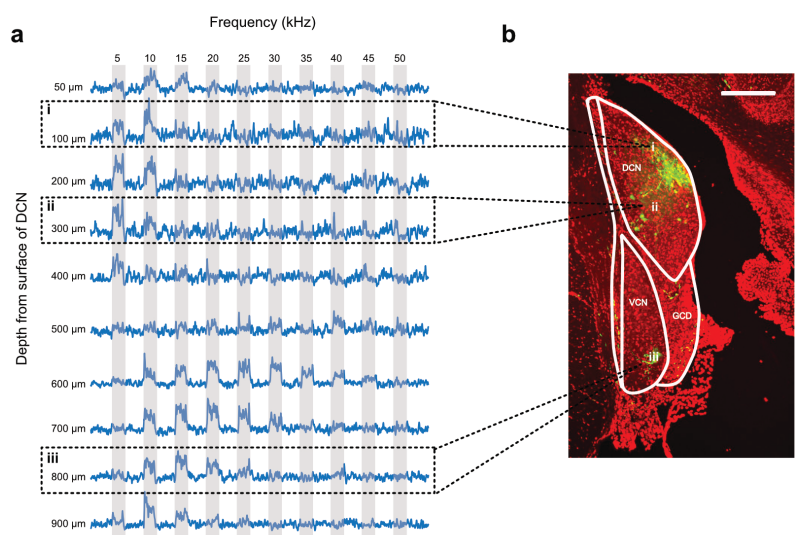 Frequency (kHz)
a
b
5 10 15 20 25 30 35 40 45 50
Depth from surface of DCN
50 µm
i
100 µm
200 µm
ii
300 µm
400 µm
500 µm
600 µm
700 µm
iii
800 µm
900 µm
i
DCN
ii
VCN
GCD
iii